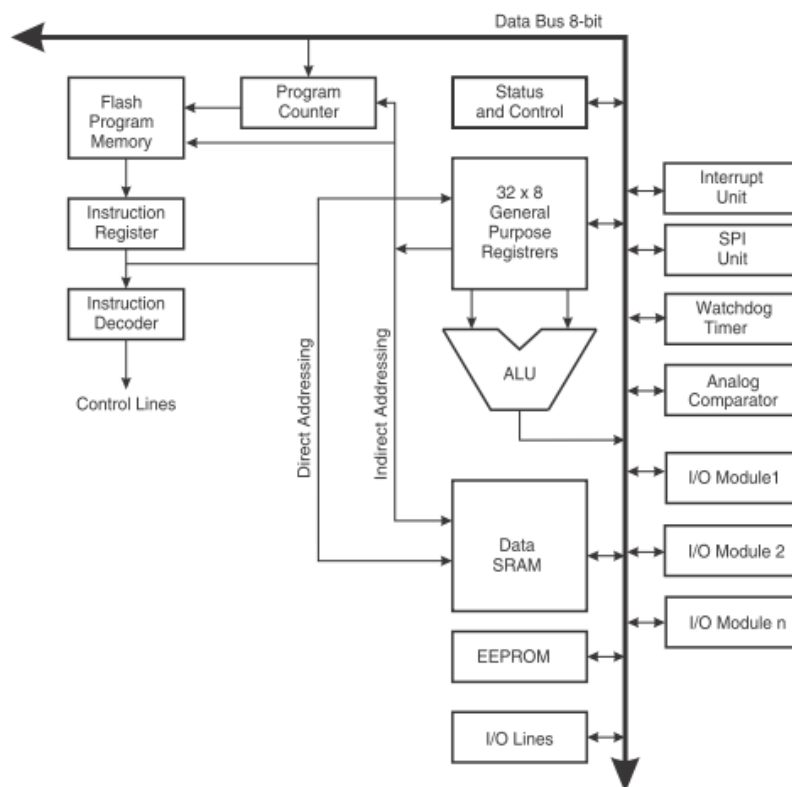 Data Bus 8-bit
Flash
Program
Memory
Program
Counter
Status
and Control
32 x 8
General
Purpose
Registrers
Interrupt
Unit
Instruction
Register
SPI
Unit
Instruction
Decoder
Watchdog
Timer
Direct Addressing
Indirect Addressing
ALU
Analog
Comparator
Control Lines
I/O Module1
Data
SRAM
I/O Module 2
I/O Module n
EEPROM
I/O Lines